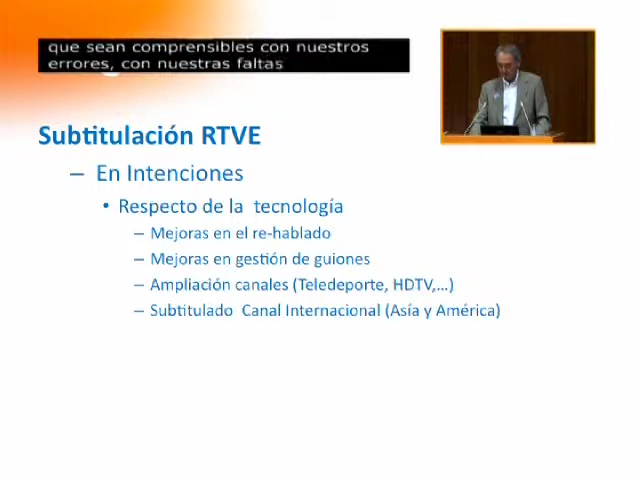 que sean comprensibles con nuestros
errores, con nuestras faltas
Subtitulación RTVE
– En Intenciones
• Respecto de la tecnología
– Mejoras en el re-hablado
– Mejoras en gestión de guiones
– Ampliación canales (Teledeporte, HDTV,...)
– Subtitulado Canal Internacional (Asía y América)